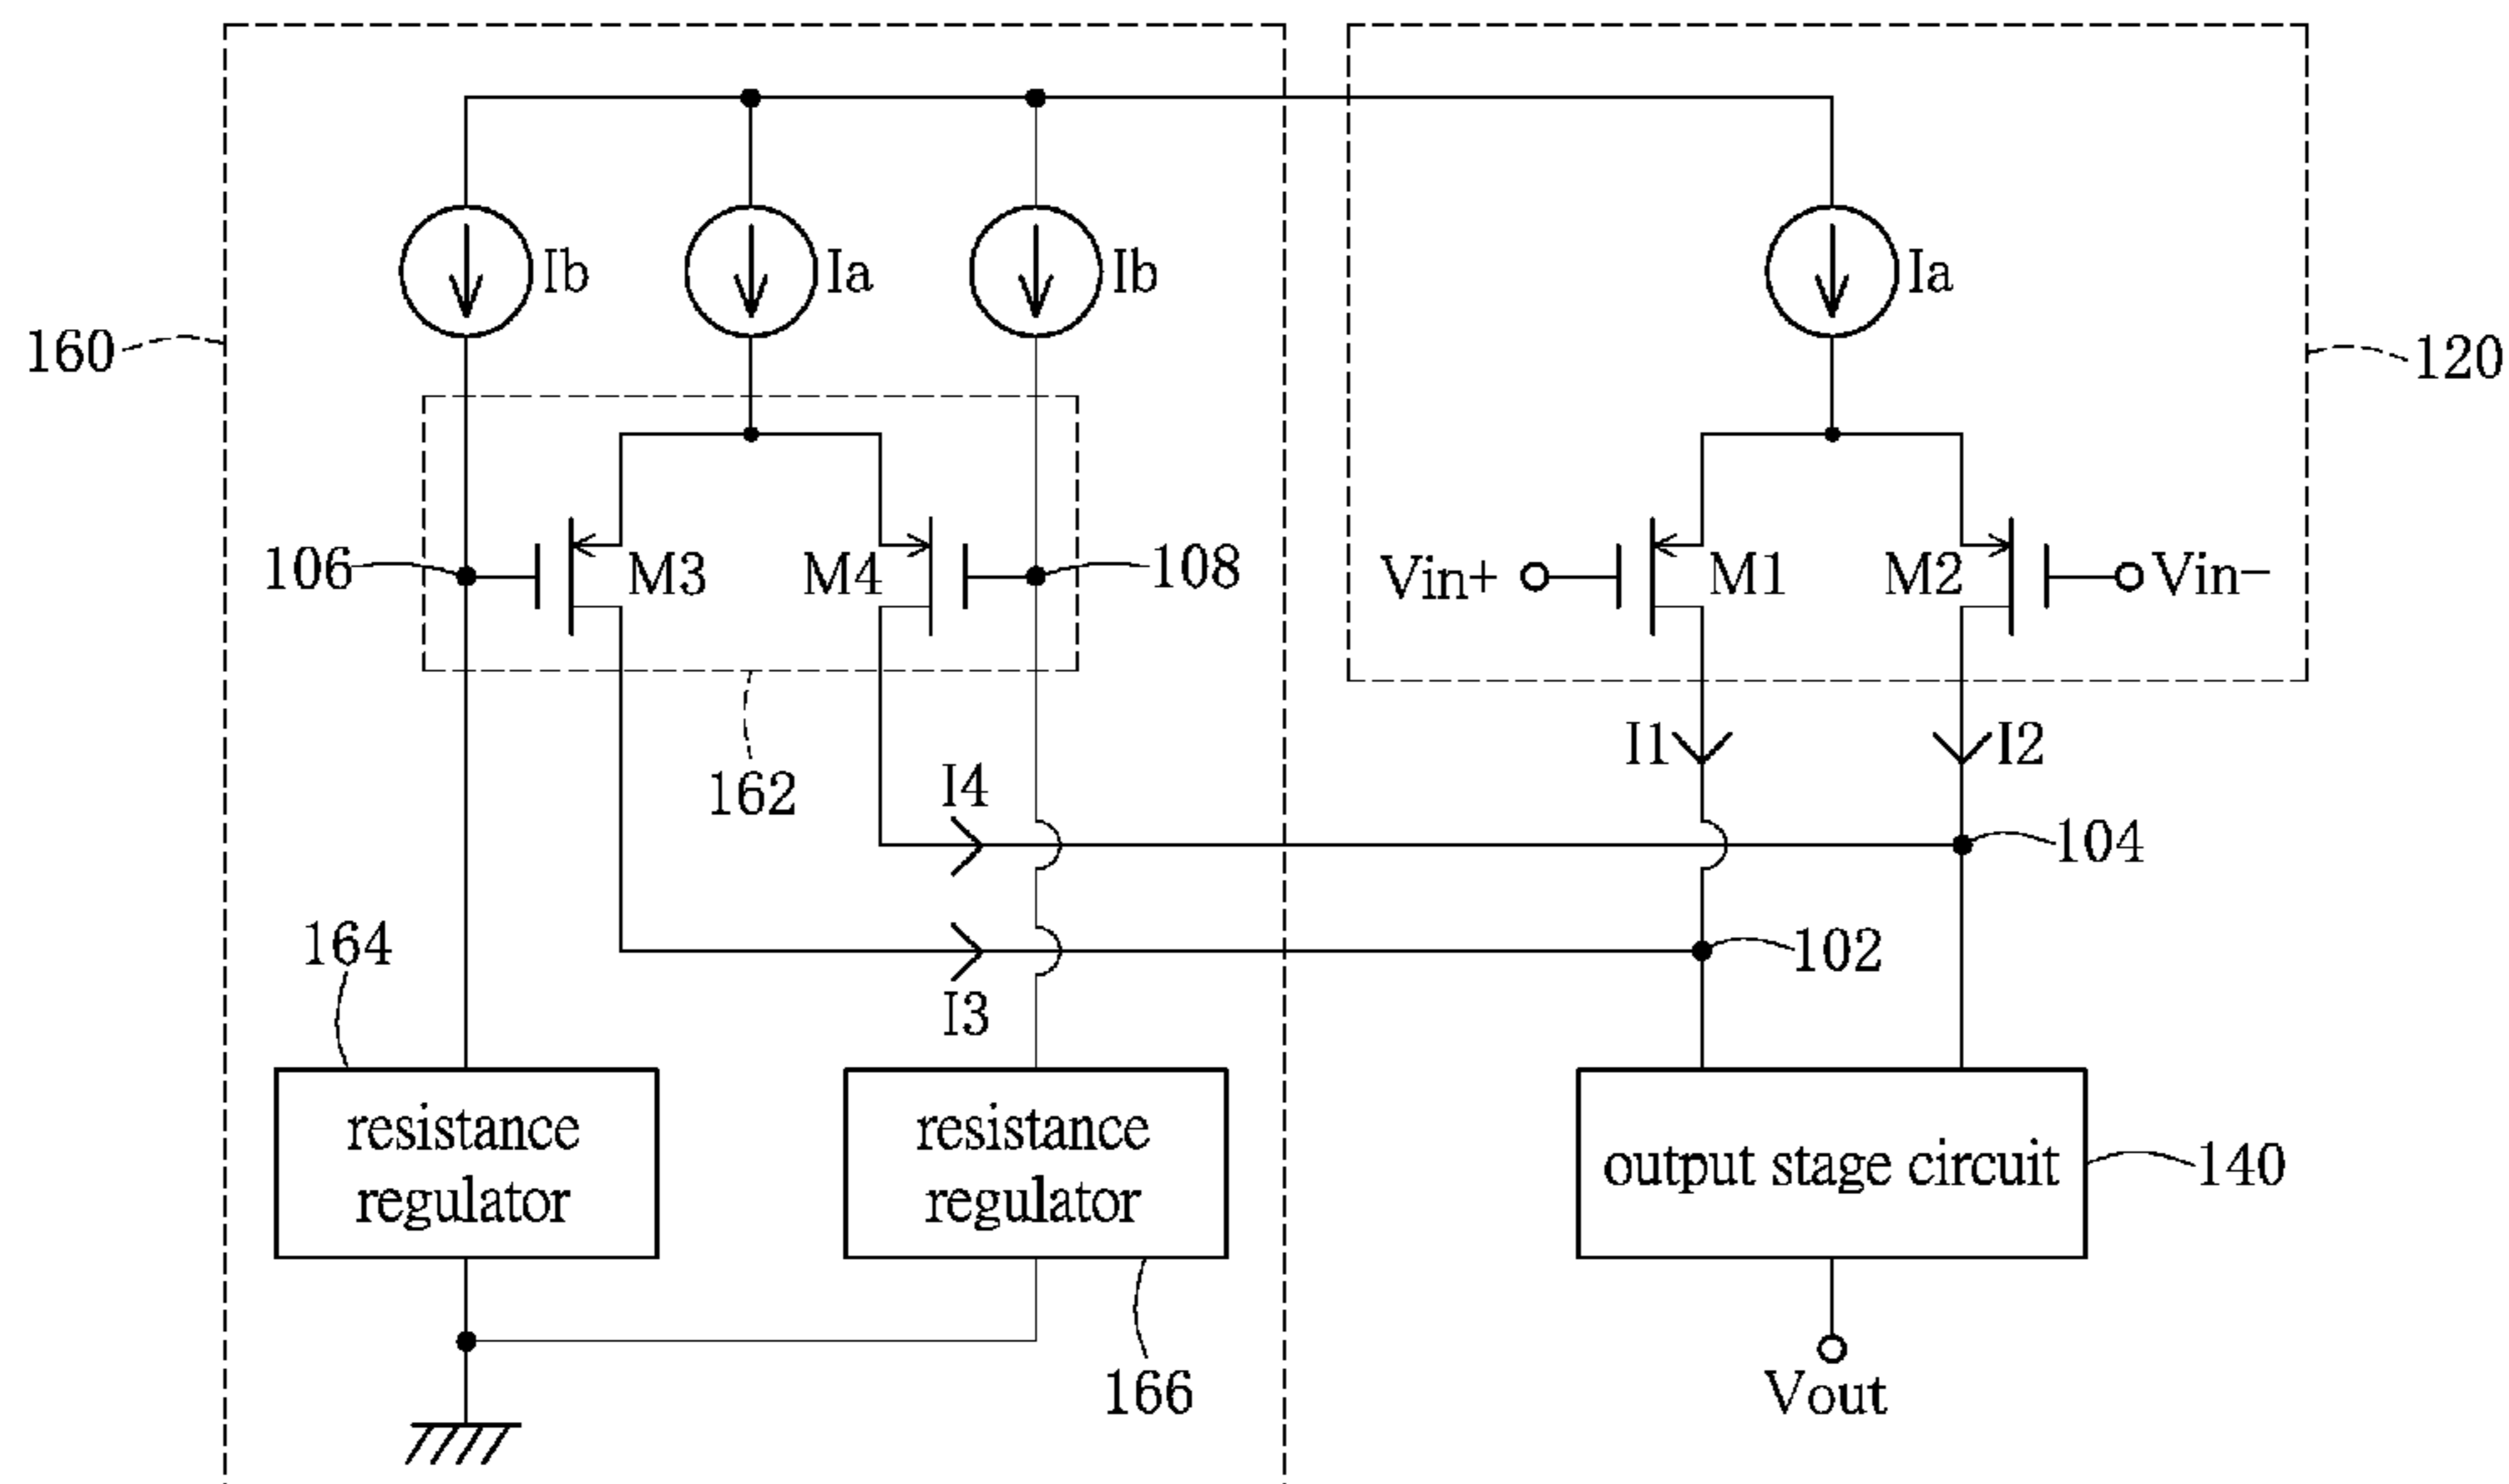 Ib
Ia
Ib
Ia
160
120
106
M3
M4
108
Vin+
M1
M2
Vin−
I1
I2
162
I4
104
164
102
I3
resistance
regulator
resistance
regulator
output stage circuit
140
166
Vout